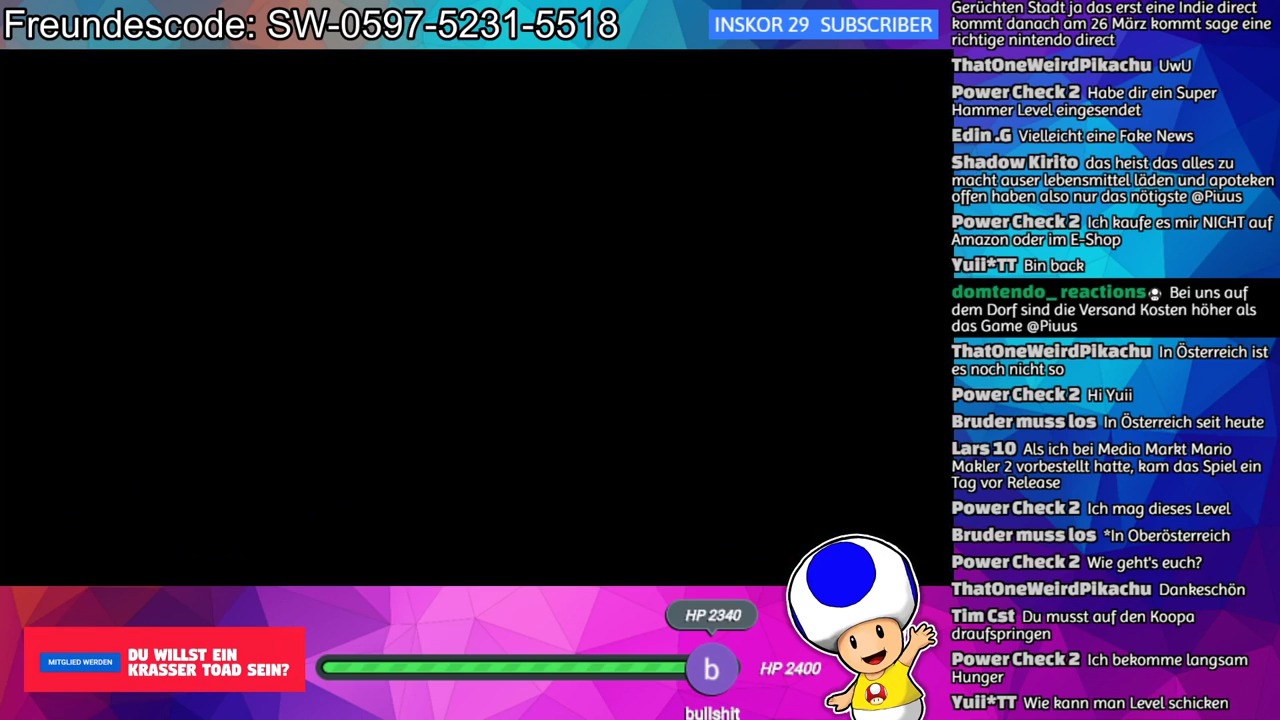 Freundescode: SW-0597-5231-5518
INSKOR 29 SUBSCRIBER
Gerüchten Stadt ja das erst eine Indie direct
kommt danach am 26 März kommt sage eine
richtige nintendo direct
ThatOneWeirdPikachu UwU
Power Check 2 Habe dir ein Super
Hammer Level eingesendet
Edin .G Vielleicht eine Fake News
Shadow Kirito das heist das alles zu
macht auser lebensmittel läden und apoteken
offen haben also nur das nötigste @Piuus
Power Check 2 Ich kaufe es mir NICHT auf
Amazon oder im E-Shop
Yuii*TT Bin back
domtendo_reactions Bei uns auf
dem Dorf sind die Versand Kosten höher als
das Game @Piuus
ThatOneWeirdPikachu In Österreich ist
es noch nicht so
Power Check 2 Hi Yuii
Bruder muss los In Österreich seit heute
Lars 10 Als ich bei Media Markt Mario
Makler 2 vorbestellt hatte, kam das Spiel ein
Tag vor Release
Power Check 2 Ich mag dieses Level
Bruder muss los *In Oberösterreich
Power Check 2 Wie geht's euch?
ThatOneWeirdPikachu Dankeschön
Tim Cst Du musst auf den Koopa
draufspringen
Power Check 2 Ich bekomme langsam
Hunger
Yuii*TT Wie kann man Level schicken
MITGLIED WERDEN
DU WILLST EIN
KRASSER TOAD SEIN?
HP 2340
b
HP 2400
bullshit